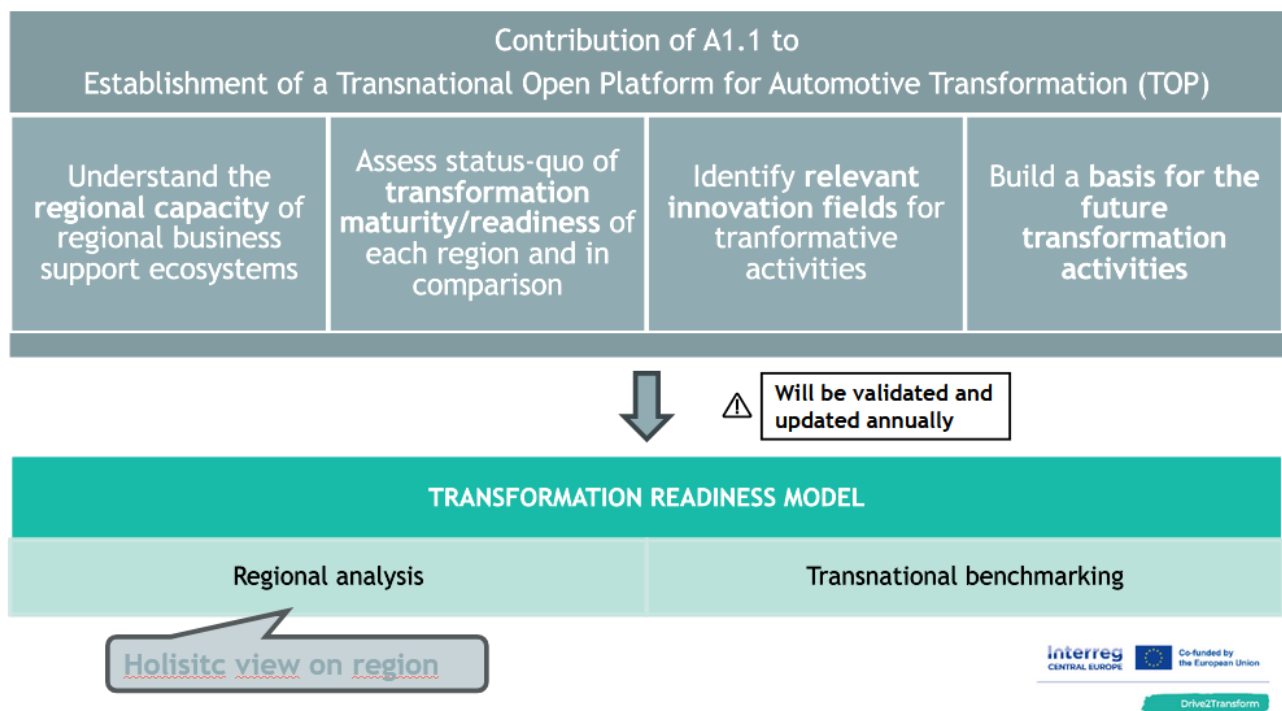 Contribution of A1.1 to
Establishment of a Transnational Open Platform for Automotive Transformation (TOP)
Understand the
regional capacity of
regional business
support ecosystems
Assess status-quo of
transformation
maturity/readiness of
each region and in
comparison
Identify relevant
innovation fields for
tranformative
activities
Build a basis for the
future
transformation
activities
Will be validated and
updated annually
TRANSFORMATION READINESS MODEL
Regional analysis
Transnational benchmarking
Holisitc view on region
Interreg
CENTRAL EUROPE
Co-funded by
the European Union
Drive2Transform